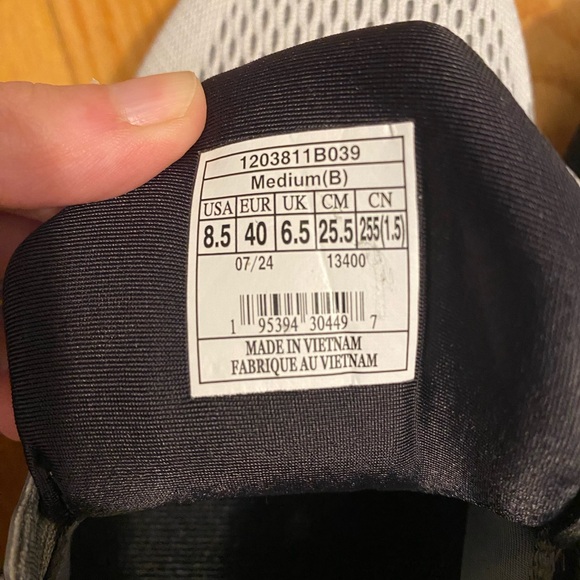 1203811B039
Medium(B)
USA EUR UK CM CN
8.5 40 6.5 25.5 255(1.5)
07/24 13400
1 95394 30449 7
MADE IN VIETNAM
FABRIQUE AU VIETNAM